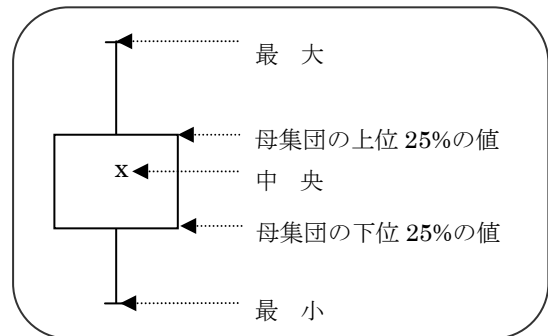 最 大
母集団の上位 25%の値
x
中 央
母集団の下位 25%の値
最 小